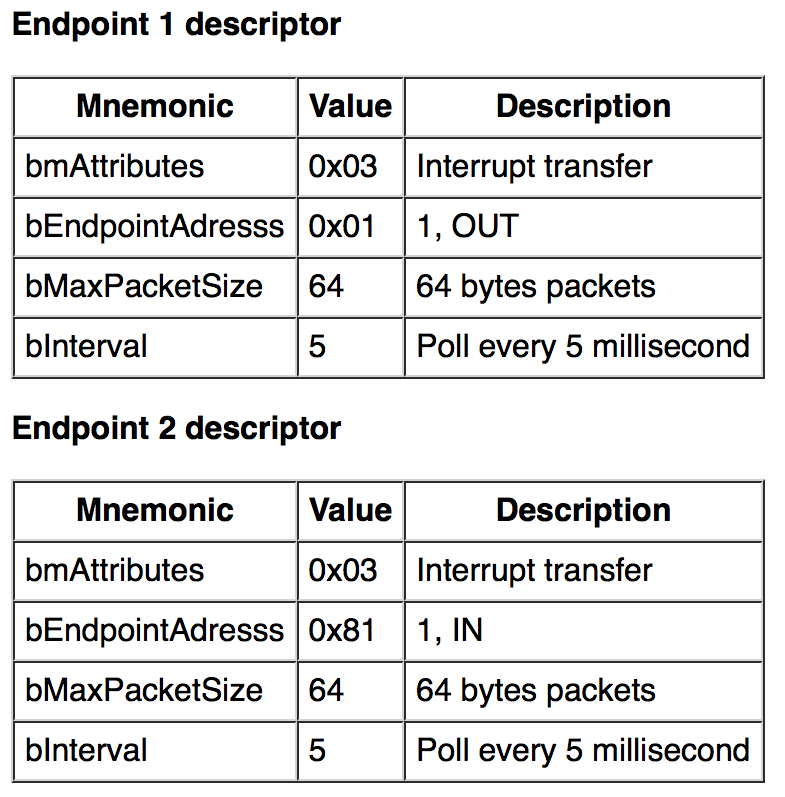 Endpoint 1 descriptor
Mnemonic Value Description
bmAttributes 0x03 Interrupt transfer
bEndpointAdresss 0x01 1, OUT
bMaxPacketSize 64 64 bytes packets
bInterval 5 Poll every 5 millisecond
Endpoint 2 descriptor
Mnemonic Value Description
bmAttributes 0x03 Interrupt transfer
bEndpointAdresss 0x81 1, IN
bMaxPacketSize 64 64 bytes packets
bInterval 5 Poll every 5 millisecond